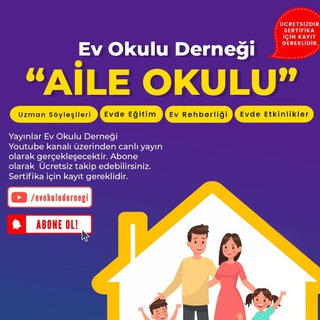 ÜCRETSİZDİR
SERTİFİKA
İÇİN KAYIT
GEREKLİDİR.
Ev Okulu Derneği
“AİLE OKULU”
Uzman Söyleşileri
Evde Eğitim
Ev Rehberliği
Evde Etkinlikler
Yayınlar Ev Okulu Derneği
Youtube kanalı üzerinden canlı yayın
olarak gerçekleşecektir. Abone
olarak Ücretsiz takip edebilirsiniz.
Sertifika için kayıt gereklidir.
/evokuludernegi
ABONE OL!